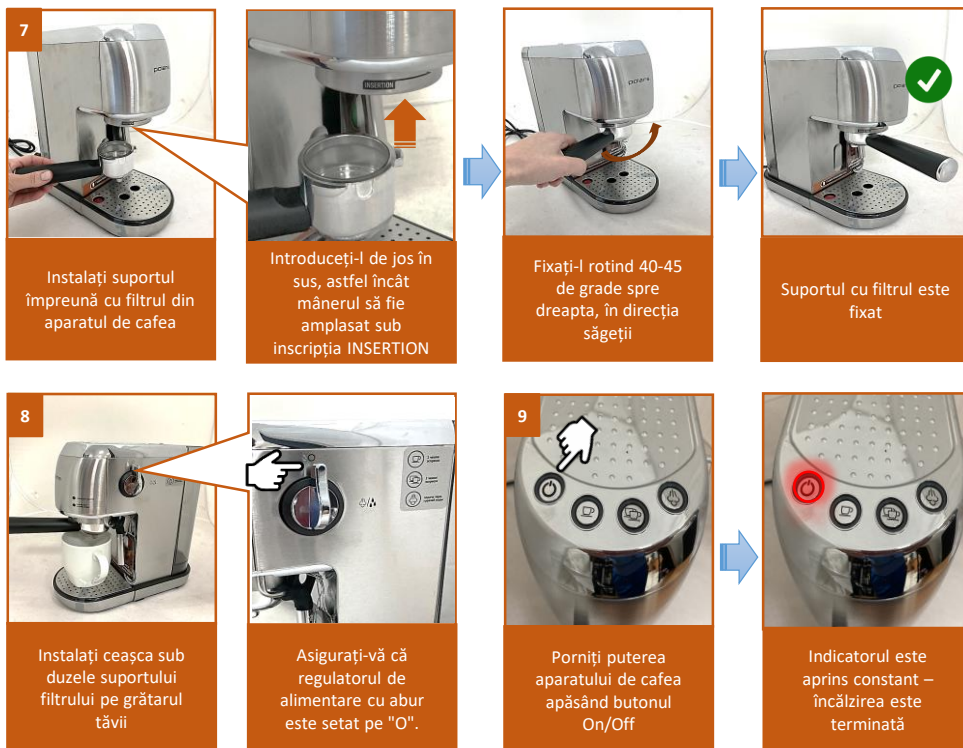 7
polaris
INSERTION
Instalați suportul
împreună cu filtrul din
aparatul de cafea
Introduceți-l de jos în
sus, astfel încât
mânerul să fie
amplasat sub
inscripția INSERTION
Fixați-l rotind 40-45
de grade spre
dreapta, în direcția
săgeții
Suportul cu filtrul este
fixat
8
Instalați ceașca sub
duzele suportului
filtrului pe grătarul
tăvii
Asigurați-vă că
regulatorul de
alimentare cu abur
este setat pe "O".
9
Porniți puterea
aparatului de cafea
apăsând butonul
On/Off
Indicatorul este
aprins constant –
încălzirea este
terminată